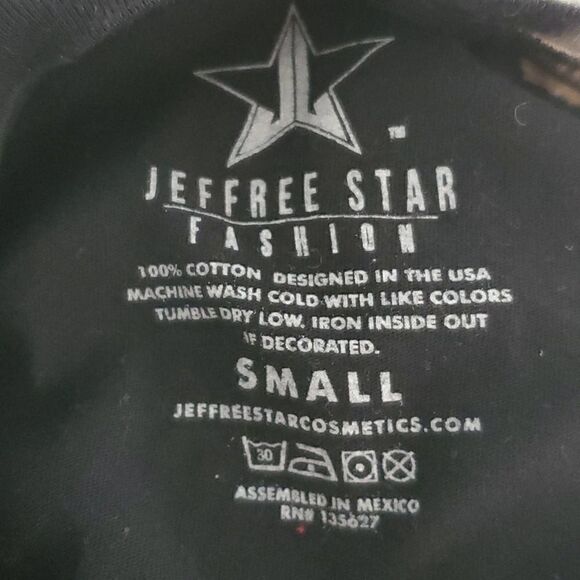 TM
JEFFREE STAR
FASHION
100% COTTON DESIGNED IN THE USA
MACHINE WASH COLD WITH LIKE COLORS
TUMBLE DRY LOW. IRON INSIDE OUT
IF DECORATED.
SMALL
JEFFREESTARCOSMETICS.COM
30
ASSEMBLED IN MEXICO
RN# 135627